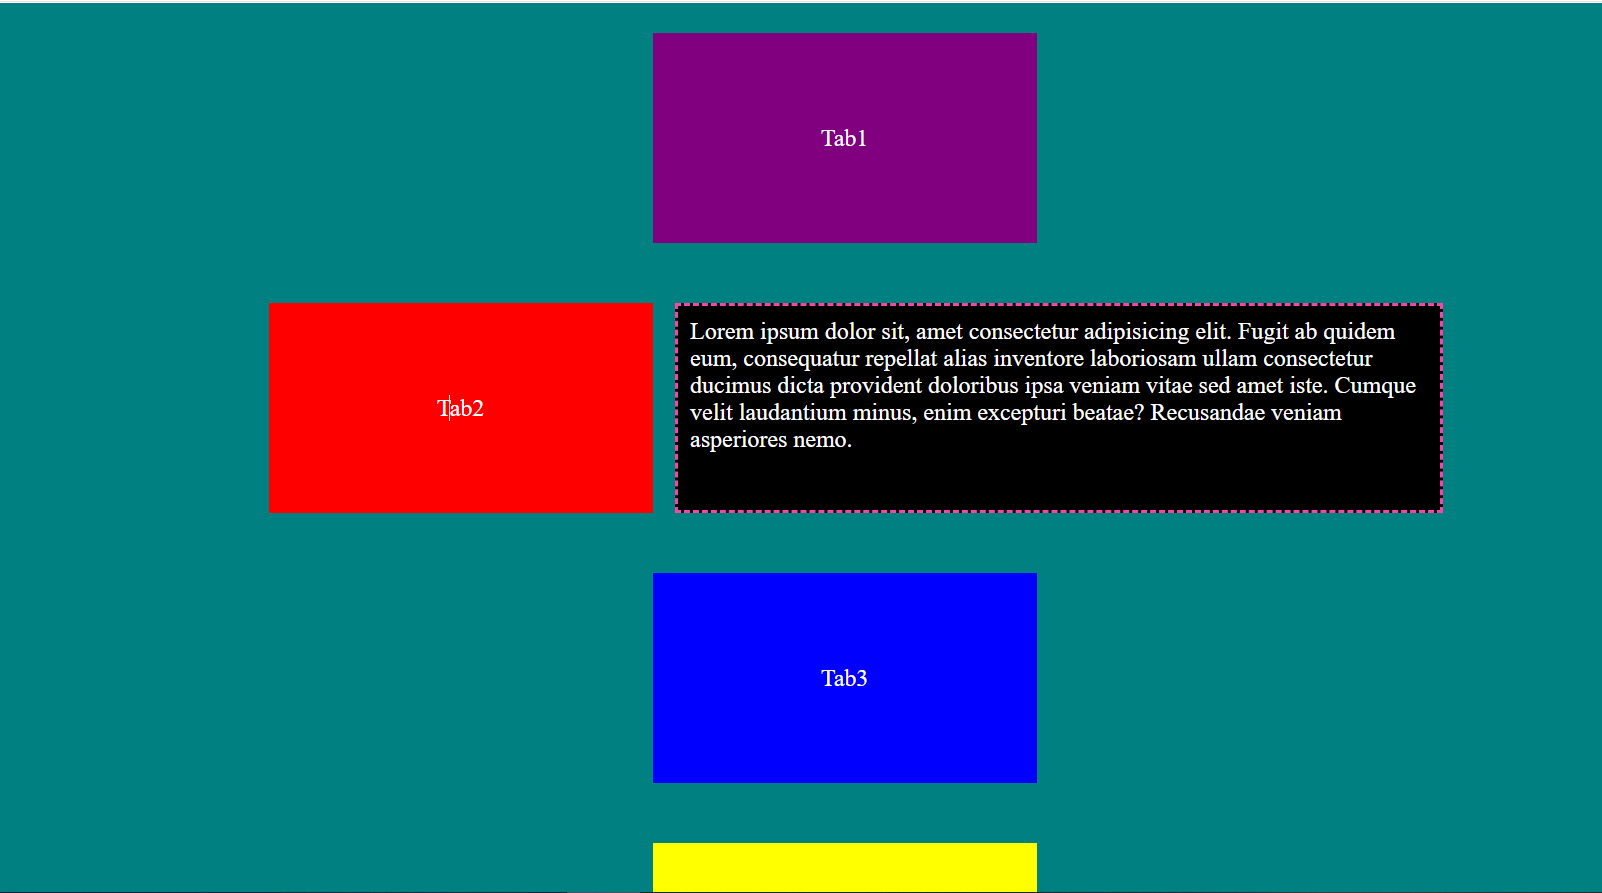 Tab1
Tab2
Lorem ipsum dolor sit, amet consectetur adipisicing elit. Fugit ab quidem
eum, consequatur repellat alias inventore laboriosam ullam consectetur
ducimus dicta provident doloribus ipsa veniam vitae sed amet iste. Cumque
velit laudantium minus, enim excepturi beatae? Recusandae veniam
asperiores nemo.
Tab3